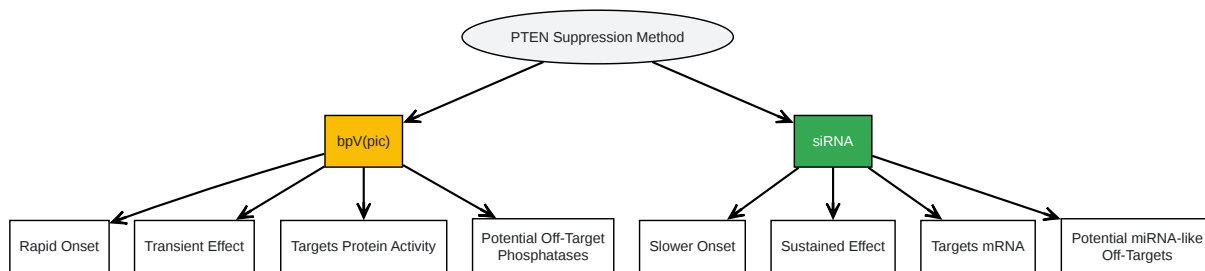 PTEN Suppression Method
bpV(pic)
siRNA
Rapid Onset
Transient Effect
Targets Protein Activity
Potential Off-Target
Phosphatases
Slower Onset
Sustained Effect
Targets mRNA
Potential miRNA-like
Off-Targets